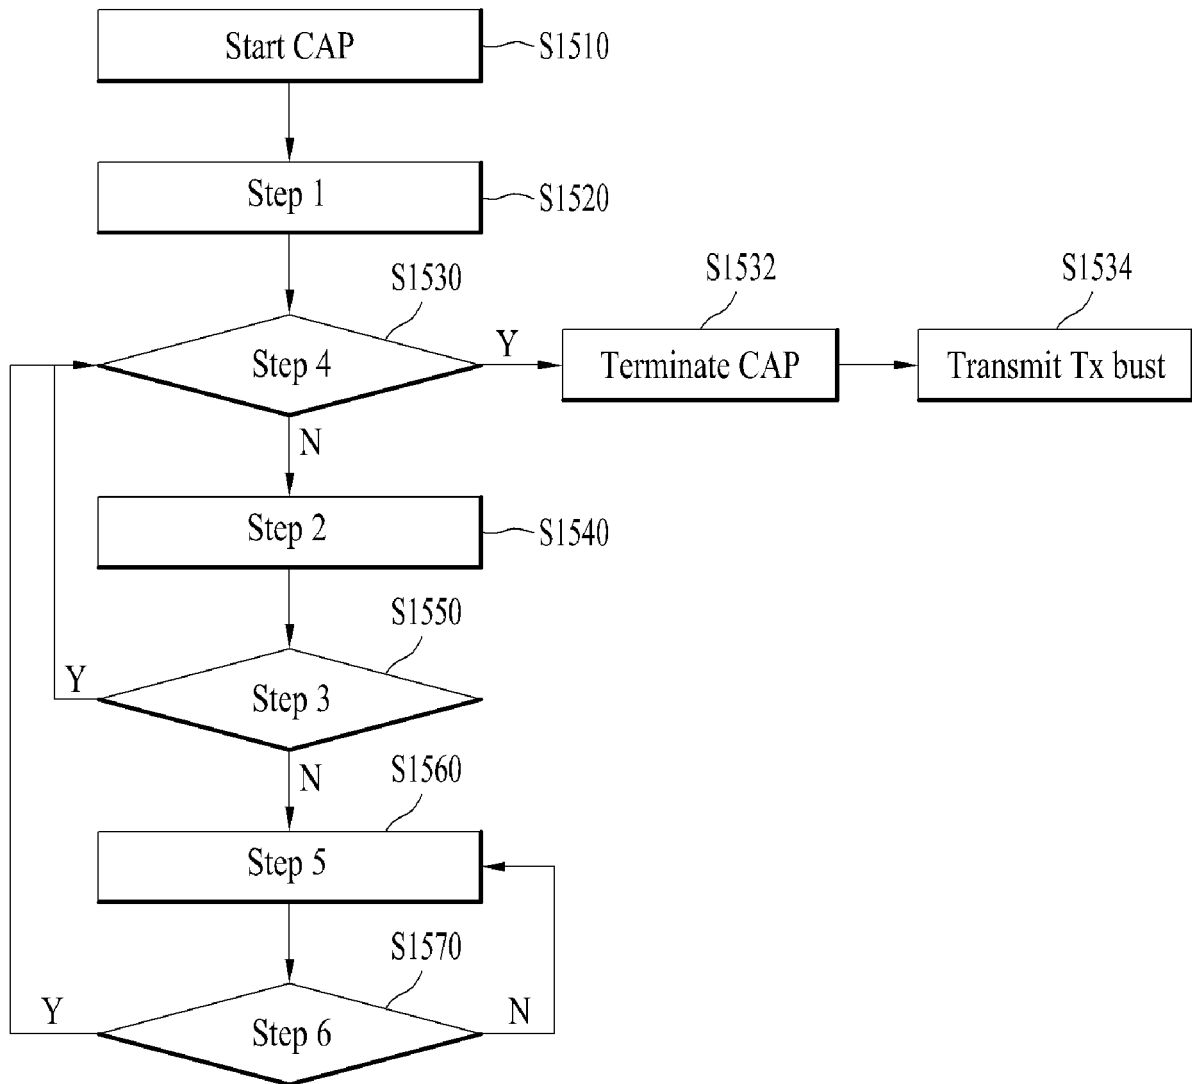 Start CAP
S1510
Step 1
S1520
S1530
S1532
S1534
Step 4
Y
Terminate CAP
Transmit Tx bust
N
Step 2
S1540
S1550
Y
Step 3
N
S1560
Step 5
S1570
Y
N
Step 6